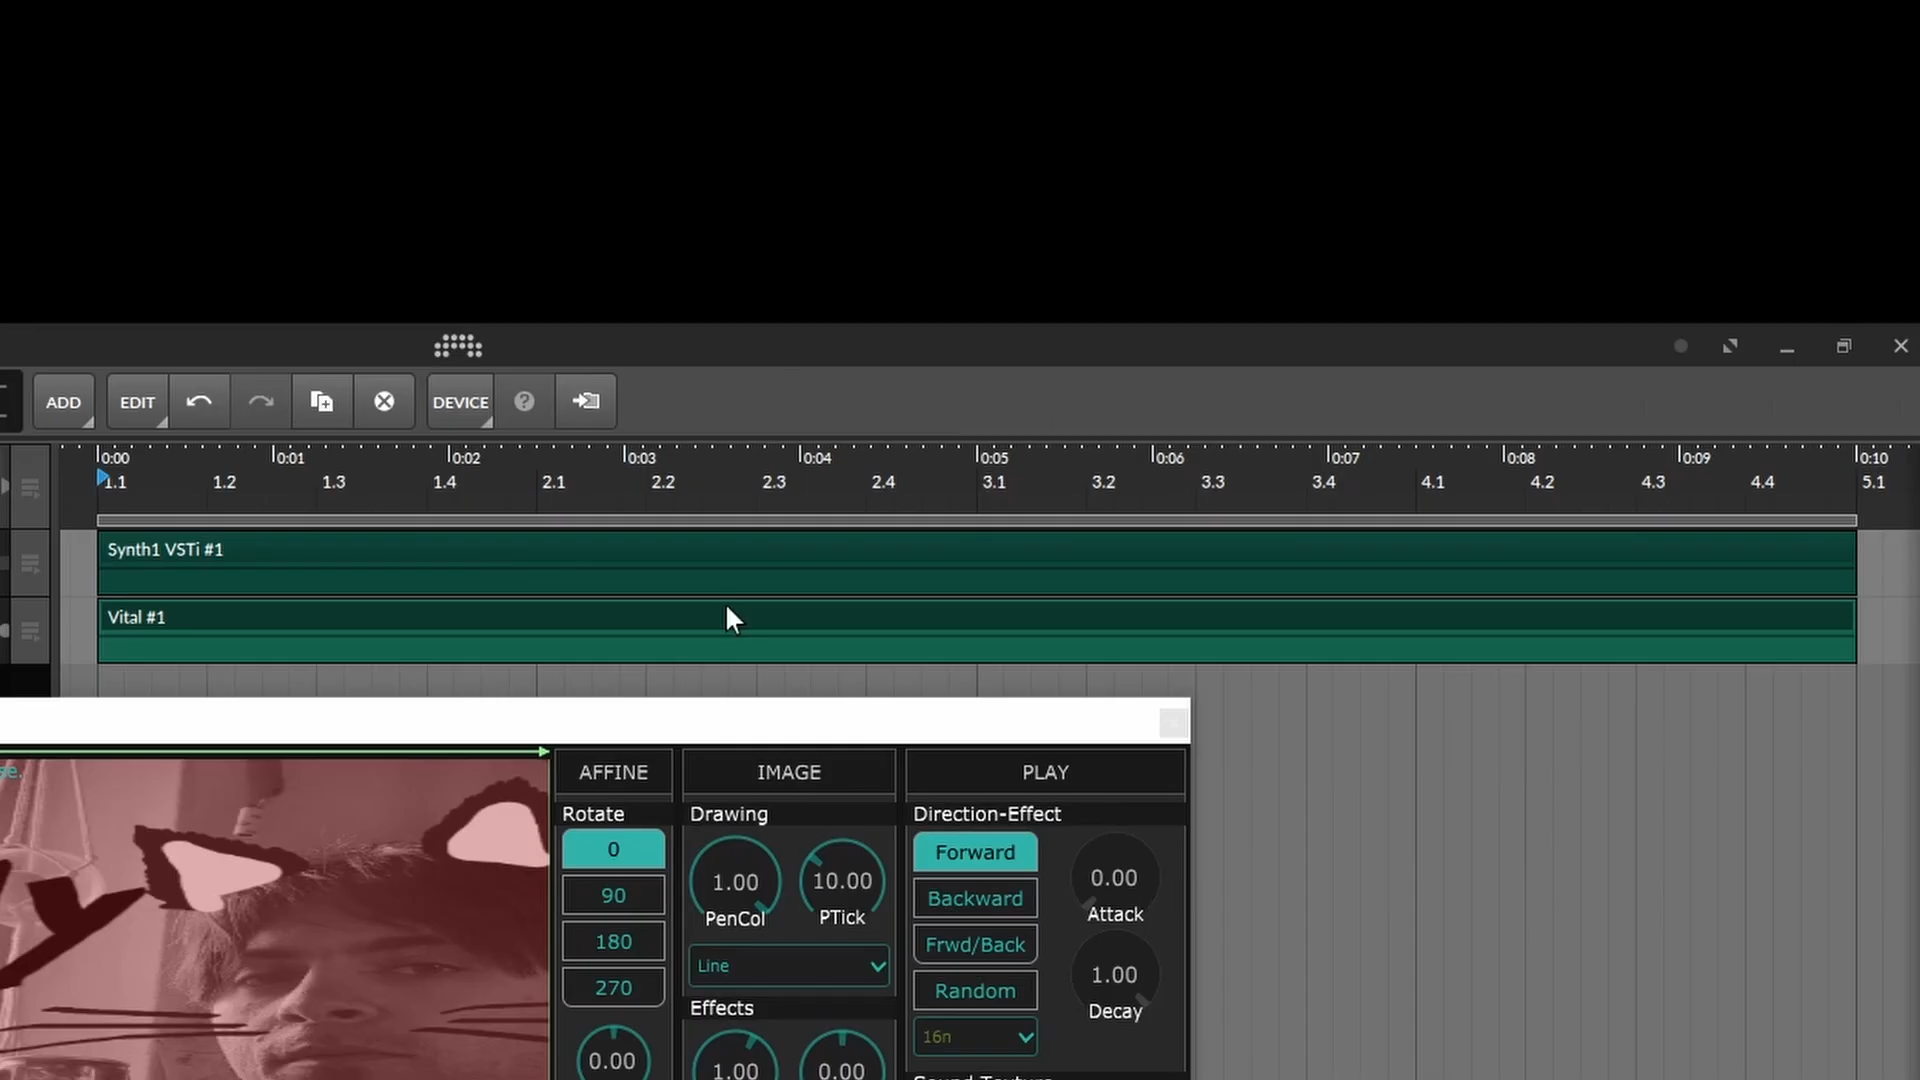 ADD EDIT DEVICE ?
0:00 0:01 0:02 0:03 0:04 0:05 0:06 0:07 0:08 0:09 0:10
1.1 1.2 1.3 1.4 2.1 2.2 2.3 2.4 3.1 3.2 3.3 3.4 4.1 4.2 4.3 4.4 5.1
Synth1 VSTi #1
Vital #1
AFFINE IMAGE PLAY
Rotate Drawing Direction-Effect
0
90
180
270
0.00
1.00 10.00
PenCol PTick
Line
Effects
1.00 0.00
Forward
Backward
Frwd/Back
Random
16n
0.00
Attack
1.00
Decay